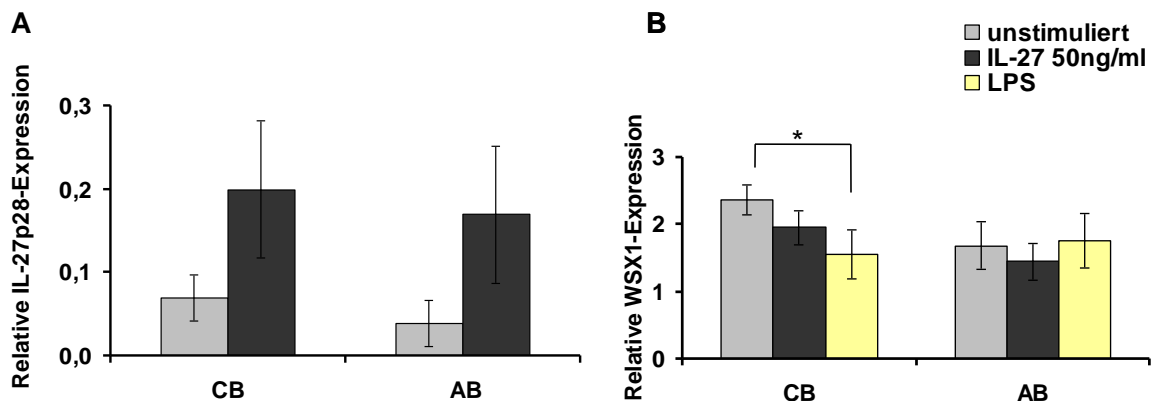 A
Relative IL-27p28-Expression
0,3
0,2
0,1
0,0
CB
AB
B
unstimuliert
IL-27 50ng/ml
LPS
Relative WSX1-Expression
3
2
1
0
*
CB
AB